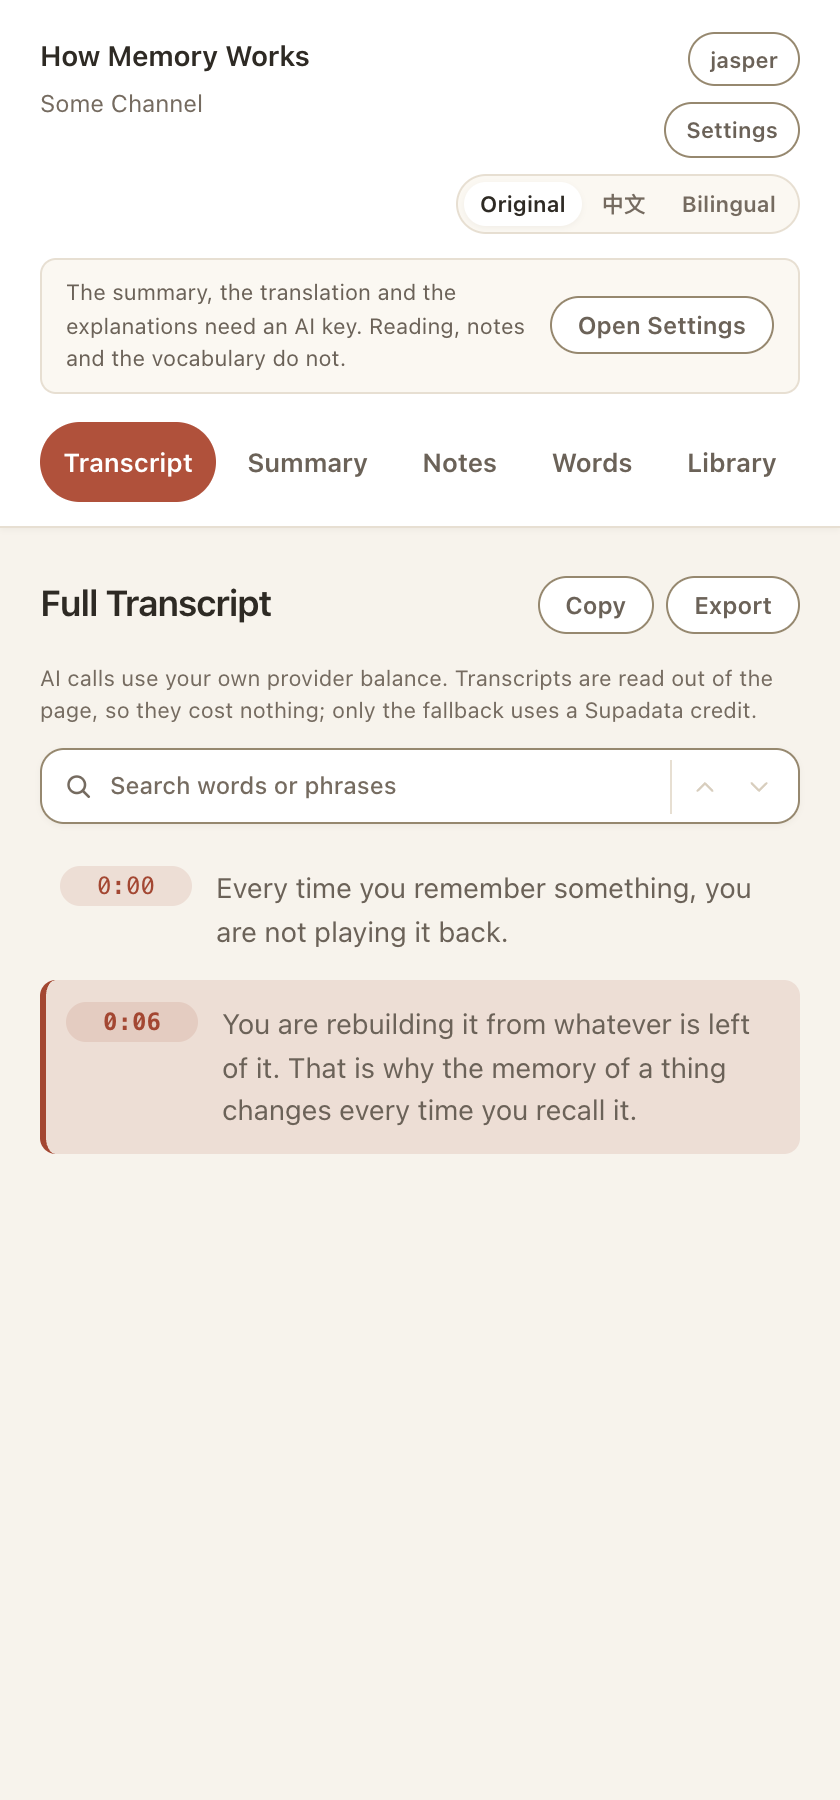 How Memory Works
Some Channel
jasper
Settings
Original 中文 Bilingual
The summary, the translation and the
explanations need an AI key. Reading, notes
and the vocabulary do not.
Open Settings
Transcript Summary Notes Words Library
Full Transcript
Copy Export
AI calls use your own provider balance. Transcripts are read out of the
page, so they cost nothing; only the fallback uses a Supadata credit.
Search words or phrases
0:00 Every time you remember something, you
are not playing it back.
0:06 You are rebuilding it from whatever is left
of it. That is why the memory of a thing
changes every time you recall it.